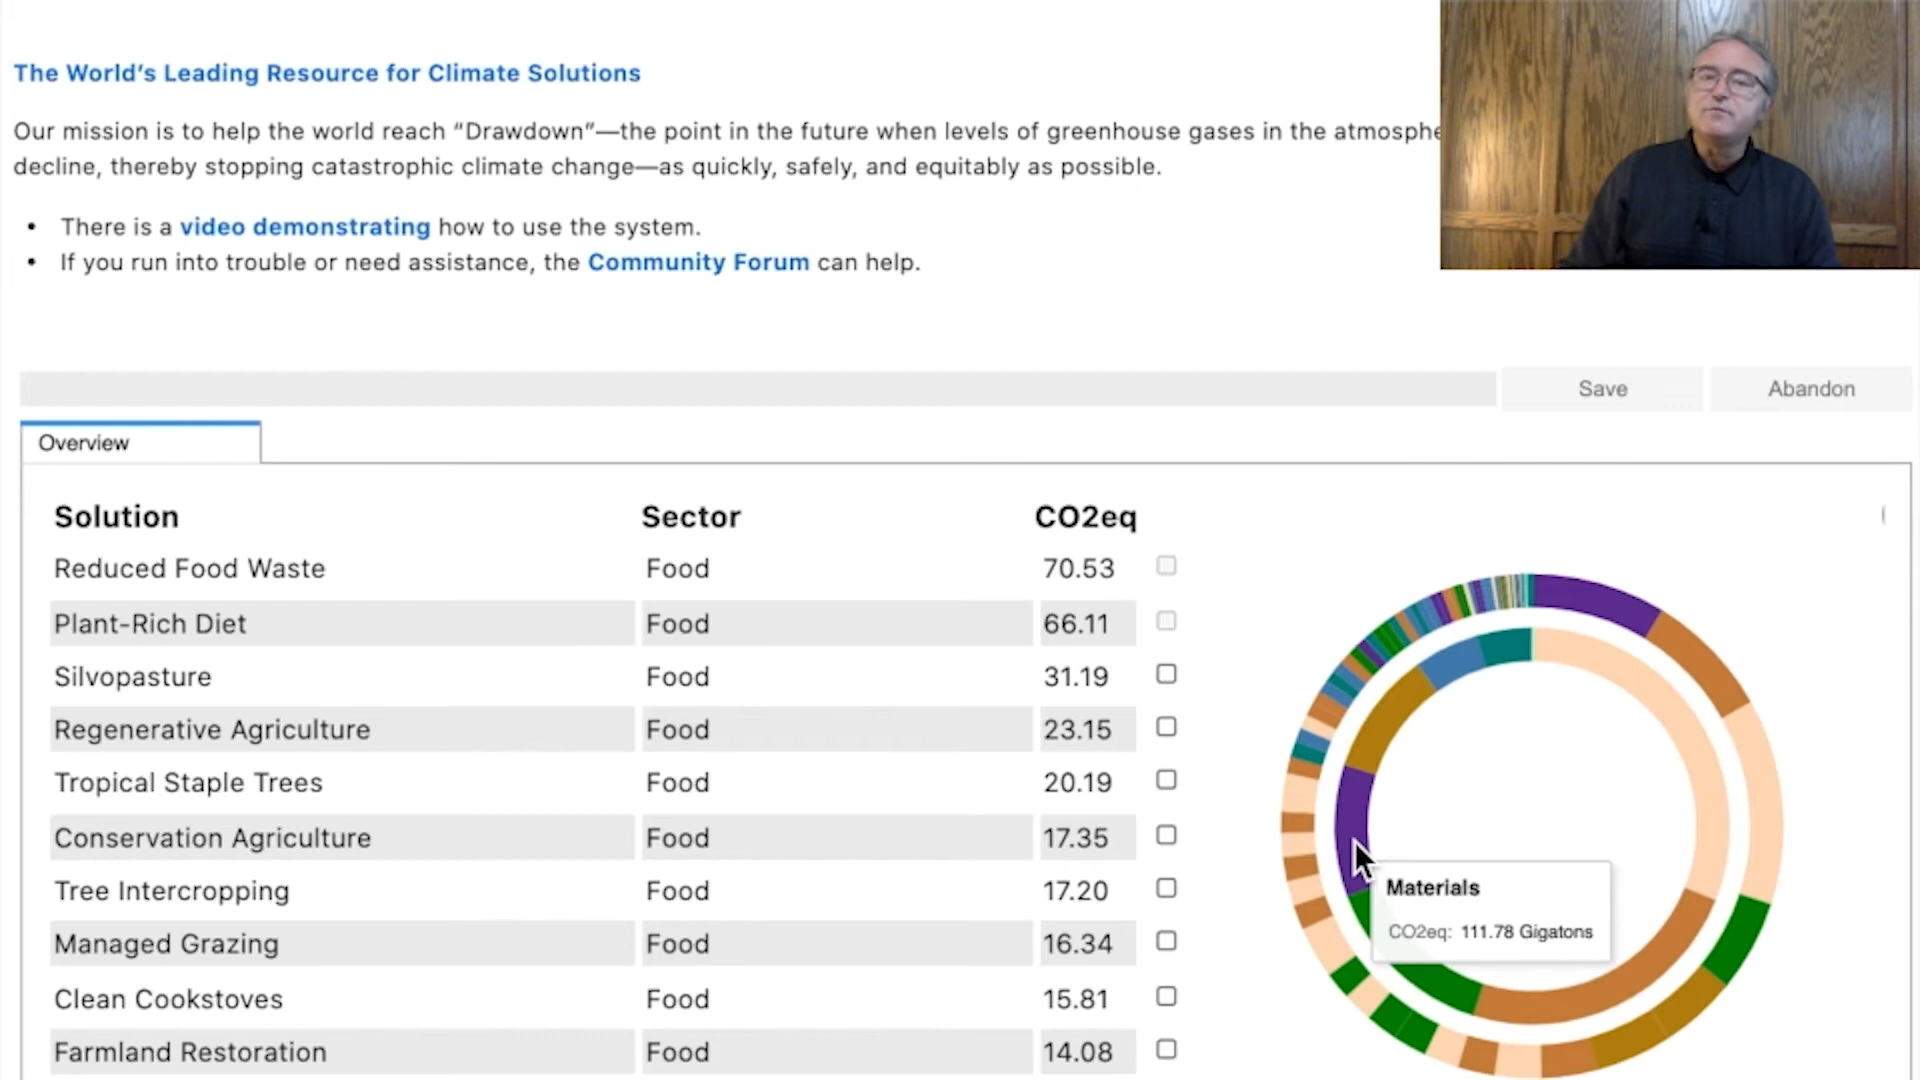 The World's Leading Resource for Climate Solutions
Our mission is to help the world reach “Drawdown”—the point in the future when levels of greenhouse gases in the atmosphe
decline, thereby stopping catastrophic climate change—as quickly, safely, and equitably as possible.
• There is a video demonstrating how to use the system.
• If you run into trouble or need assistance, the Community Forum can help.
Save Abandon
Overview
Solution Sector CO2eq
Reduced Food Waste Food 70.53
Plant-Rich Diet Food 66.11
Silvopasture Food 31.19
Regenerative Agriculture Food 23.15
Tropical Staple Trees Food 20.19
Conservation Agriculture Food 17.35
Tree Intercropping Food 17.20
Managed Grazing Food 16.34
Clean Cookstoves Food 15.81
Farmland Restoration Food 14.08
Materials
CO2eq: 111.78 Gigatons